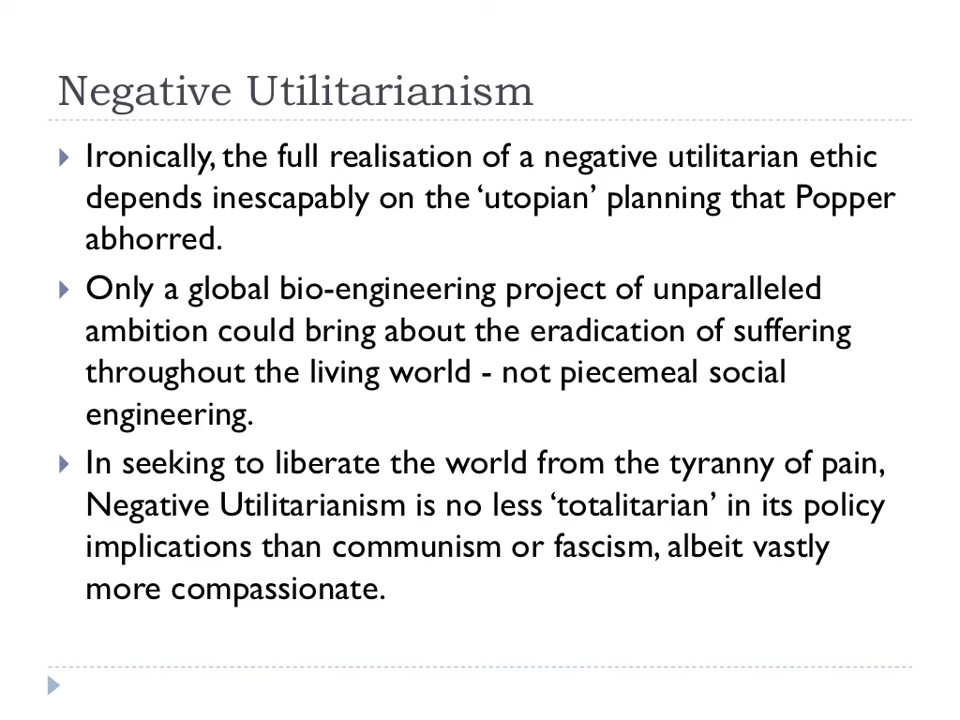 Negative Utilitarianism
Ironically, the full realisation of a negative utilitarian ethic
depends inescapably on the ‘utopian’ planning that Popper
abhorred.
Only a global bio-engineering project of unparalleled
ambition could bring about the eradication of suffering
throughout the living world - not piecemeal social
engineering.
In seeking to liberate the world from the tyranny of pain,
Negative Utilitarianism is no less ‘totalitarian’ in its policy
implications than communism or fascism, albeit vastly
more compassionate.